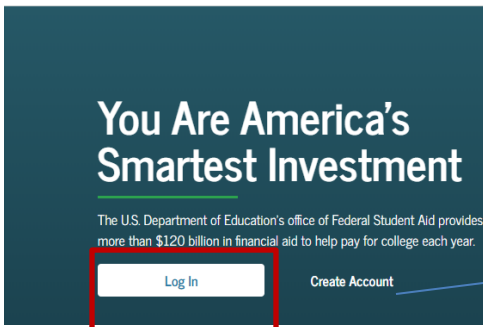 You Are America's
Smartest Investment
The U.S. Department of Education's office of Federal Student Aid provides
more than $120 billion in financial aid to help pay for college each year.
Log In Create Account